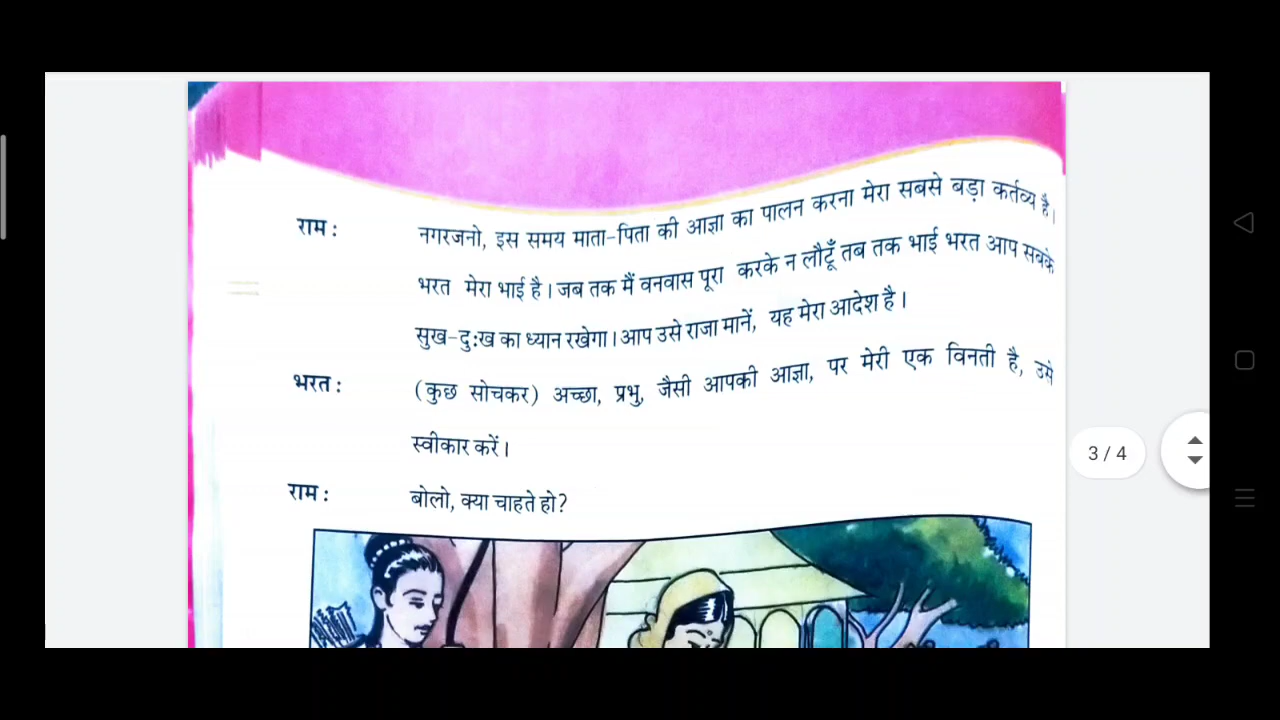 राम : नगरजनो, इस समय माता-पिता की आज्ञा का पालन करना मेरा सबसे बड़ा कर्तव्य है।
भरत मेरा भाई है। जब तक मैं वनवास पूरा करके न लौटूँ तब तक भाई भरत आप सबके
सुख-दुःख का ध्यान रखेगा। आप उसे राजा मानें, यह मेरा आदेश है।
भरत : (कुछ सोचकर) अच्छा, प्रभु, जैसी आपकी आज्ञा, पर मेरी एक विनती है, उसे
स्वीकार करें।
राम : बोलो, क्या चाहते हो?
3 / 4